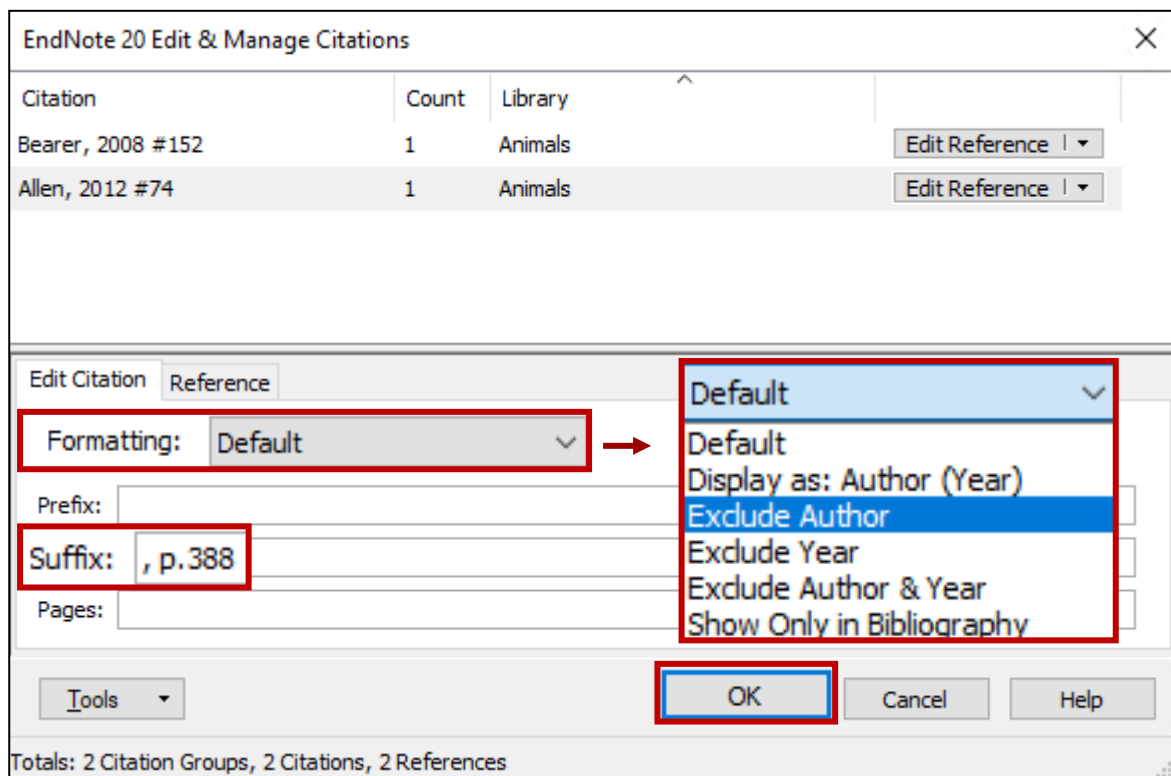 EndNote 20 Edit & Manage Citations
Citation Count Library
Bearer, 2008 #152 1 Animals Edit Reference
Allen, 2012 #74 1 Animals Edit Reference
Edit Citation Reference
Formatting: Default
Default
Default
Display as: Author (Year)
Exclude Author
Exclude Year
Exclude Author & Year
Show Only in Bibliography
Prefix:
Suffix: , p.388
Pages:
Tools OK Cancel Help
Totals: 2 Citation Groups, 2 Citations, 2 References